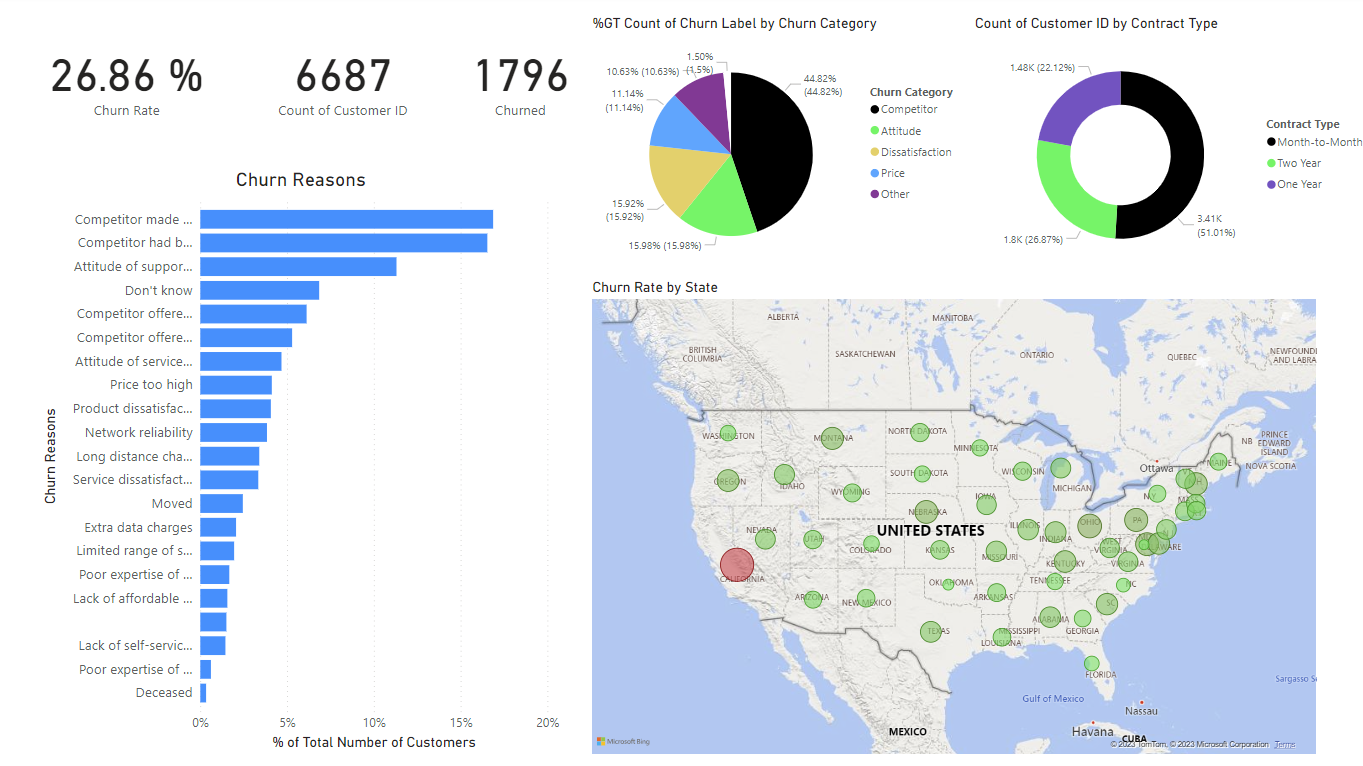 26.86 %
Churn Rate
6687
Count of Customer ID
1796
Churned
Churn Reasons
Competitor made ...
Competitor had b...
Attitude of suppor...
Don't know
Competitor offere...
Competitor offere...
Attitude of service...
Price too high
Product dissatisfac...
Network reliability
Long distance cha...
Service dissatisfact...
Moved
Extra data charges
Limited range of s...
Poor expertise of ...
Lack of affordable ...
Lack of self-servic...
Poor expertise of ...
Deceased
Churn Reasons
0% 5% 10% 15% 20%
% of Total Number of Customers
%GT Count of Churn Label by Churn Category
1.50%
(1.5%)
10.63% (10.63%)
11.14%
(11.14%)
15.92%
(15.92%)
15.98% (15.98%)
44.82%
(44.82%)
Churn Category
Competitor
Attitude
Dissatisfaction
Price
Other
Count of Customer ID by Contract Type
1.48K (22.12%)
1.8K (26.87%)
3.41K
(51.01%)
Contract Type
Month-to-Month
Two Year
One Year
Churn Rate by State
ALBERTA
MANITOBA
BRITISH
COLUMBIA
SASKATCHEWAN
ONTARIO
QUEBEC
NEWFOUND
AND LABRA
WASHINGTON
MONTANA
NORTH DAKOTA
MINNESOTA
NB
PRINCE
EDWARD
ISLAND
NOVA SCOTIA
Ottawa
MAINE
OREGON
IDAHO
SOUTH DAKOTA
WISCONSIN
MICHIGAN
WYOMING
IOWA
NEBRASKA
UNITED STATES
NEVADA
UTAH
COLORADO
KANSAS
MISSOURI
ILLINOIS
INDIANA
OHIO
PA
WEST
VIRGINIA
DELAWARE
KENTUCKY
VIRGINIA
CALIFORNIA
ARIZONA
NEW MEXICO
OKLAHOMA
ARKANSAS
TENNESSEE
NC
SC
TEXAS
LOUISIANA
MISSISSIPPI
ALABAMA
GEORGIA
FLORIDA
Gulf of Mexico
Sargasso S
Nassau
Havana
CUBA
MEXICO
Microsoft Bing
© 2023 TomTom, © 2023 Microsoft Corporation Terms